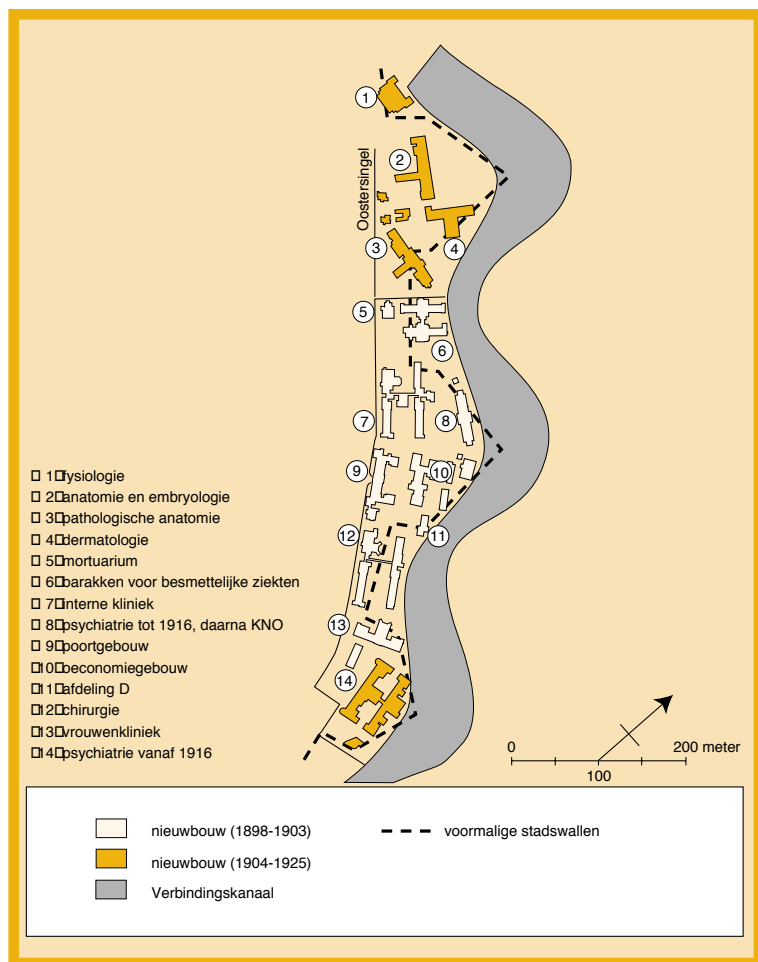 1
2
Oostersingel
3
4
5
6
7
8
9
10
11
12
13
14
1 fysiologie
2 anatomie en embryologie
3 pathologische anatomie
4 dermatologie
5 mortuarium
6 barakken voor besmettelijke ziekten
7 interne kliniek
8 psychiatrie tot 1916, daarna KNO
9 poortgebouw
10 oeconomiegebouw
11 afdeling D
12 chirurgie
13 vrouwenkliniek
14 psychiatrie vanaf 1916
0
200 meter
100
nieuwbouw (1898-1903)
voormalige stadswallen
nieuwbouw (1904-1925)
Verbindingskanaal